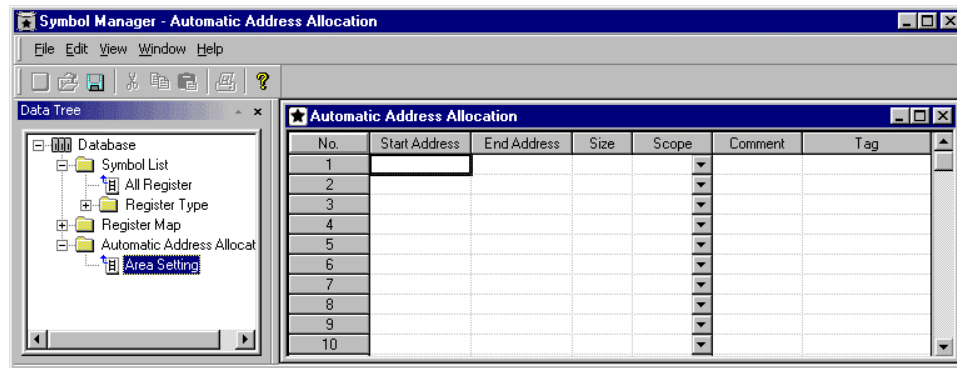 Symbol Manager - Automatic Address Allocation
File Edit View Window Help
Data Tree
Database
Symbol List
All Register
Register Type
Register Map
Automatic Address Allocat
Area Setting
Automatic Address Allocation
No. Start Address End Address Size Scope Comment Tag
1
2
3
4
5
6
7
8
9
10